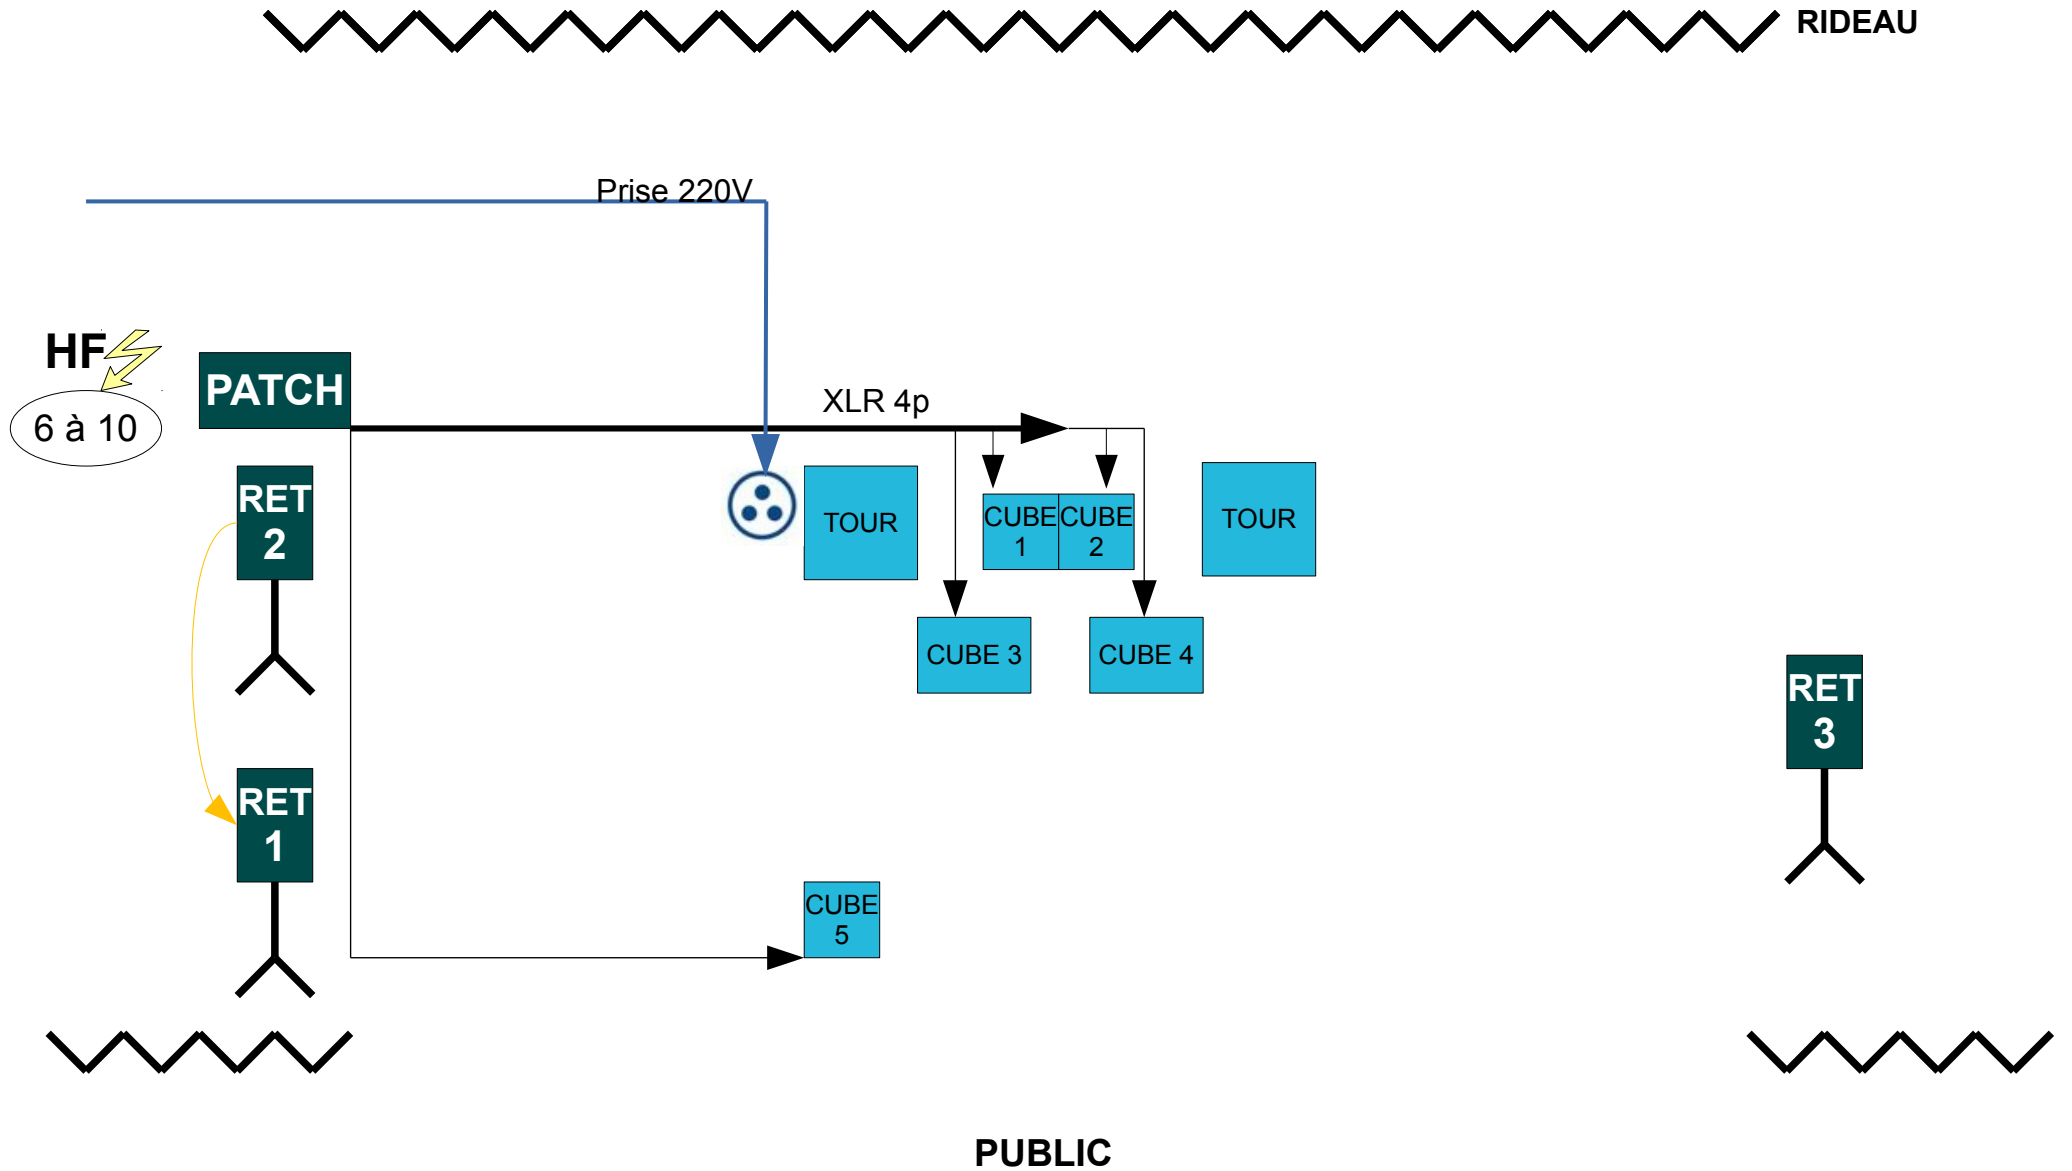 RIDEAU
Prise 220V
HF
6 à 10
PATCH
XLR 4p
RET
2
TOUR
CUBE
1
CUBE
2
TOUR
CUBE 3
CUBE 4
RET
3
RET
1
CUBE
5
PUBLIC